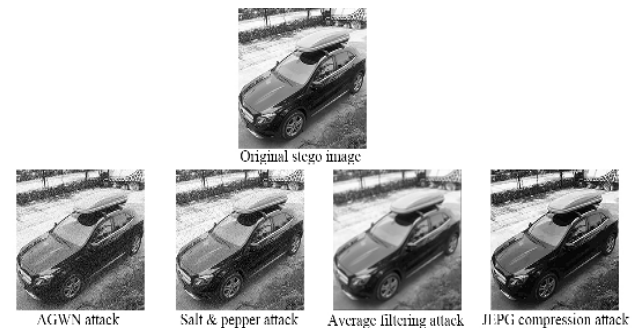 Original stego image
AGWN attack
Salt & pepper attack
Average filtering attack
JEPG compression attack